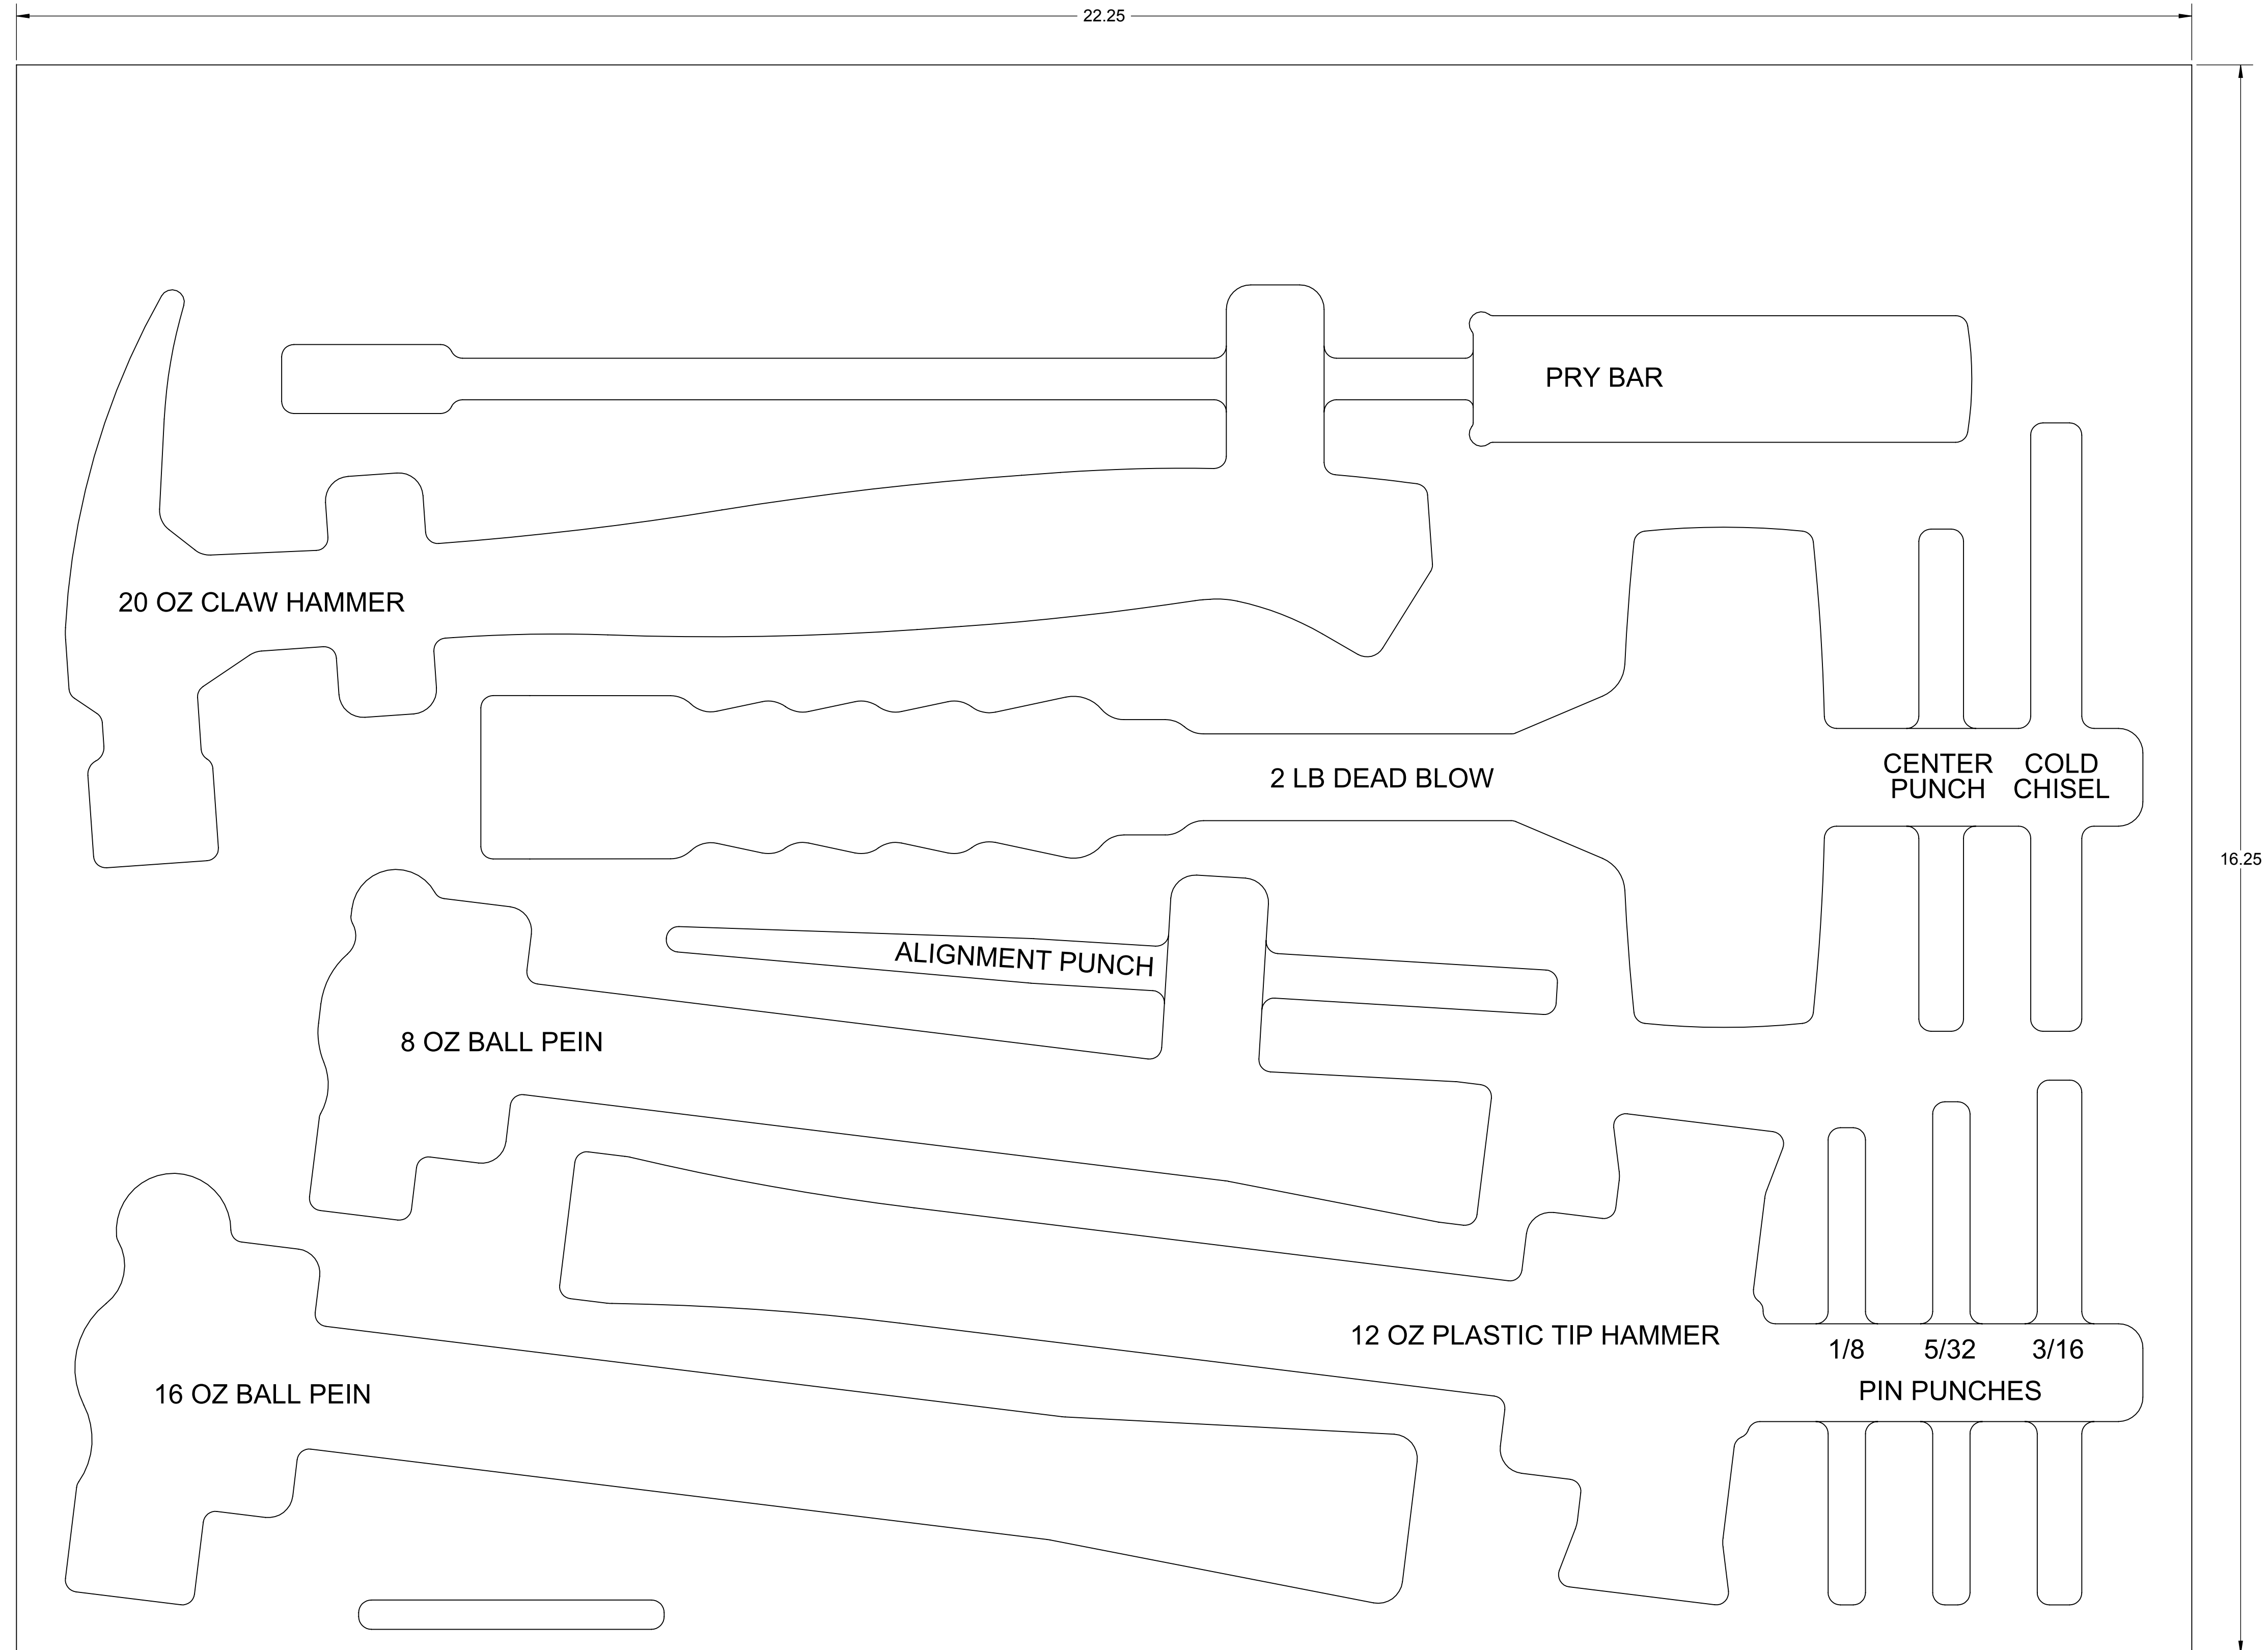 22.25
PRY BAR
20 OZ CLAW HAMMER
2 LB DEAD BLOW
CENTER
PUNCH
COLD
CHISEL
16.25
ALIGNMENT PUNCH
8 OZ BALL PEIN
12 OZ PLASTIC TIP HAMMER
1/8
5/32
3/16
PIN PUNCHES
16 OZ BALL PEIN